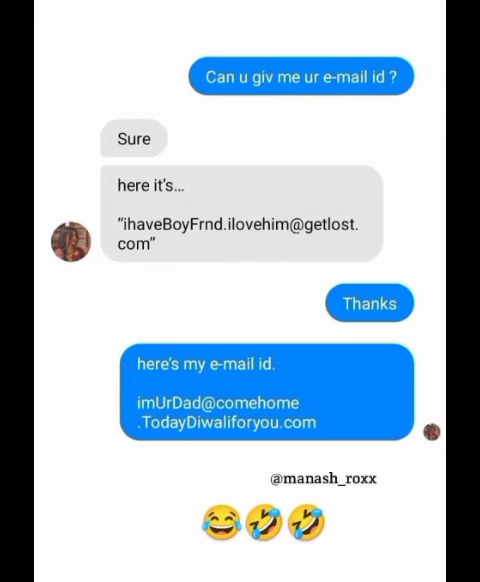 Can u giv me ur e-mail id ?
Sure
here it's...
“ihaveBoyFrnd.ilovehim@getlost.
com”
Thanks
here's my e-mail id.
imUrDad@comehome
.TodayDiwaliforyou.com
@manash_roxx